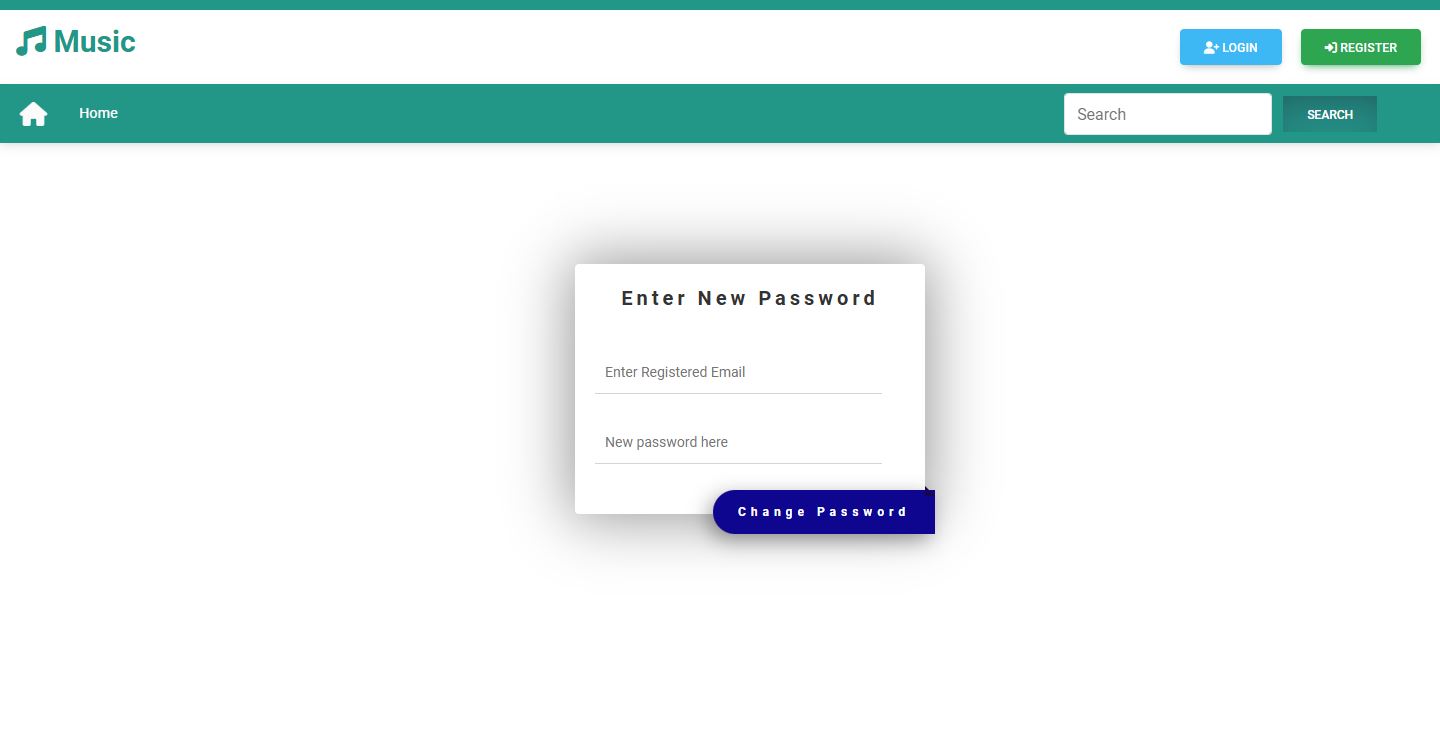 Music
LOGIN
REGISTER
Home
Search
SEARCH
Enter New Password
Enter Registered Email
New password here
Change Password